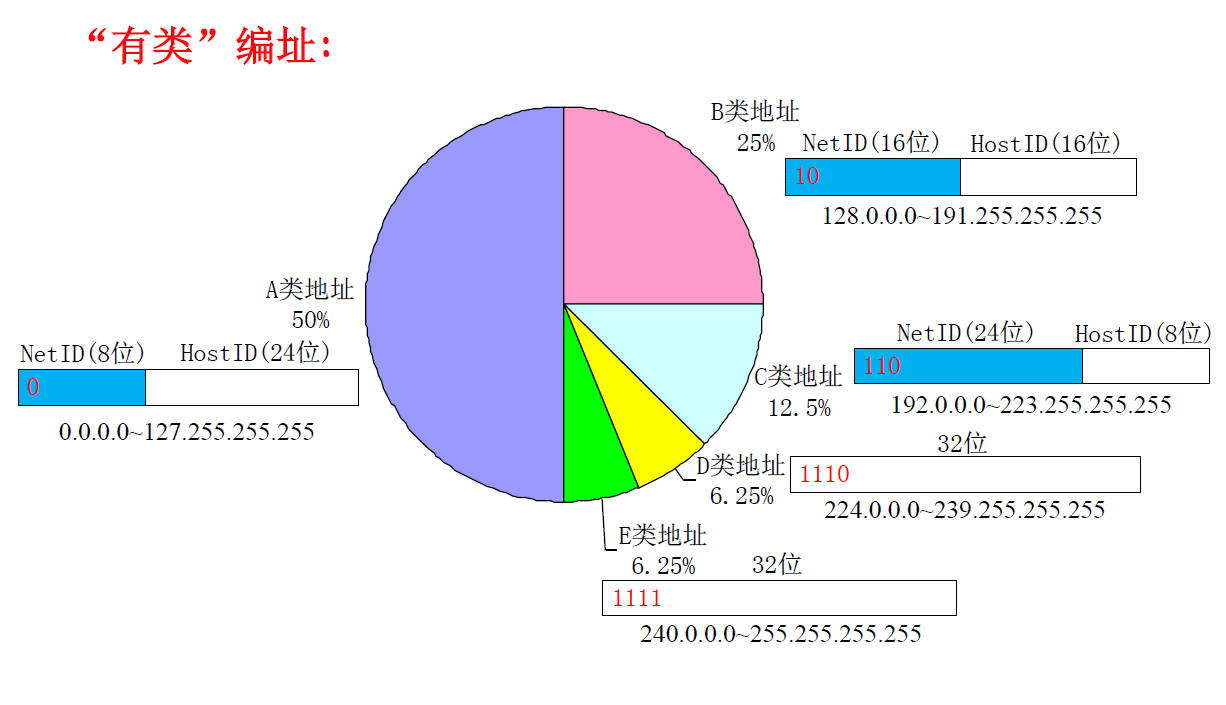 “有类”编址:
B类地址
25%
NetID(16位) HostID(16位)
10
128.0.0.0~191.255.255.255
A类地址
50%
NetID(8位) HostID(24位)
0
0.0.0.0~127.255.255.255
C类地址
12.5%
NetID(24位) HostID(8位)
110
192.0.0.0~223.255.255.255
D类地址
6.25%
32位
1110
224.0.0.0~239.255.255.255
E类地址
6.25%
32位
1111
240.0.0.0~255.255.255.255